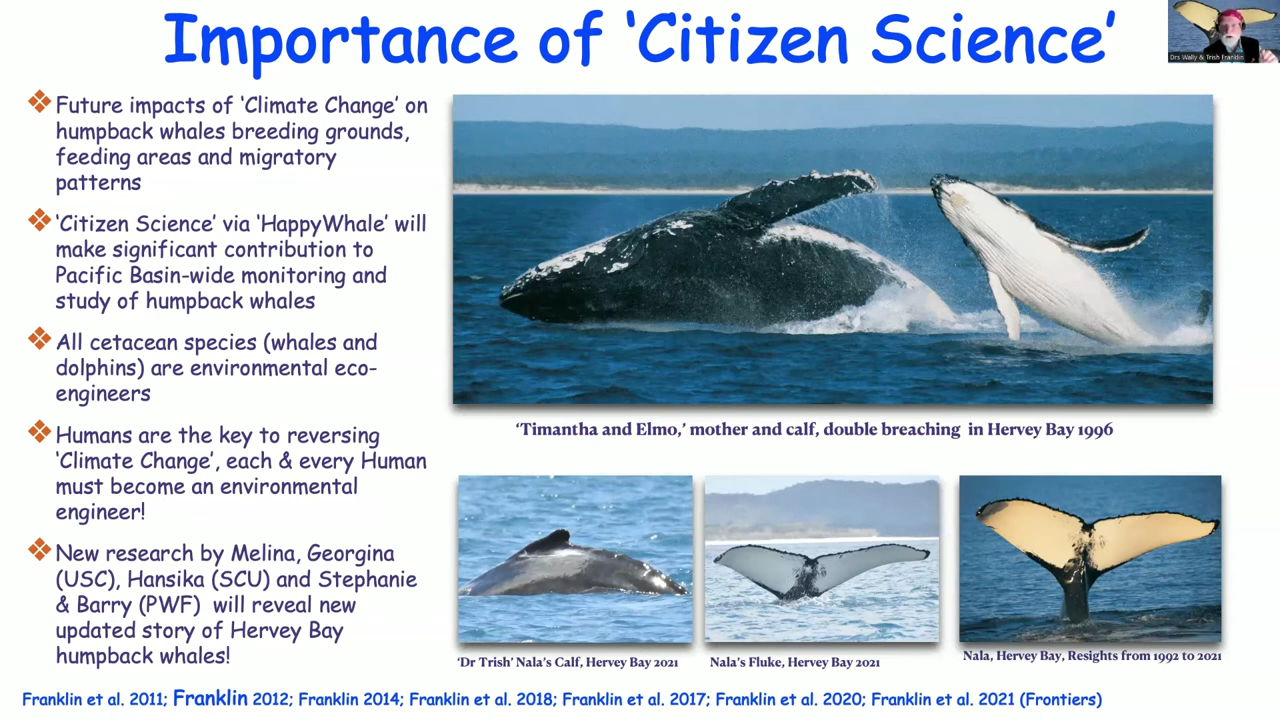 Importance of ‘Citizen Science’
Drs Wally & Trish Franklin
Future impacts of ‘Climate Change’ on
humpback whales breeding grounds,
feeding areas and migratory
patterns
‘Citizen Science’ via ‘HappyWhale’ will
make significant contribution to
Pacific Basin-wide monitoring and
study of humpback whales
All cetacean species (whales and
dolphins) are environmental eco-
engineers
Humans are the key to reversing
‘Climate Change’, each & every Human
must become an environmental
engineer!
New research by Melina, Georgina
(USC), Hansika (SCU) and Stephanie
& Barry (PWF) will reveal new
updated story of Hervey Bay
humpback whales!
‘Timantha and Elmo,’ mother and calf, double breaching in Hervey Bay 1996
‘Dr Trish’ Nala’s Calf, Hervey Bay 2021
Nala’s Fluke, Hervey Bay 2021
Nala, Hervey Bay, Resights from 1992 to 2021
Franklin et al. 2011; Franklin 2012; Franklin 2014; Franklin et al. 2018; Franklin et al. 2017; Franklin et al. 2020; Franklin et al. 2021 (Frontiers)